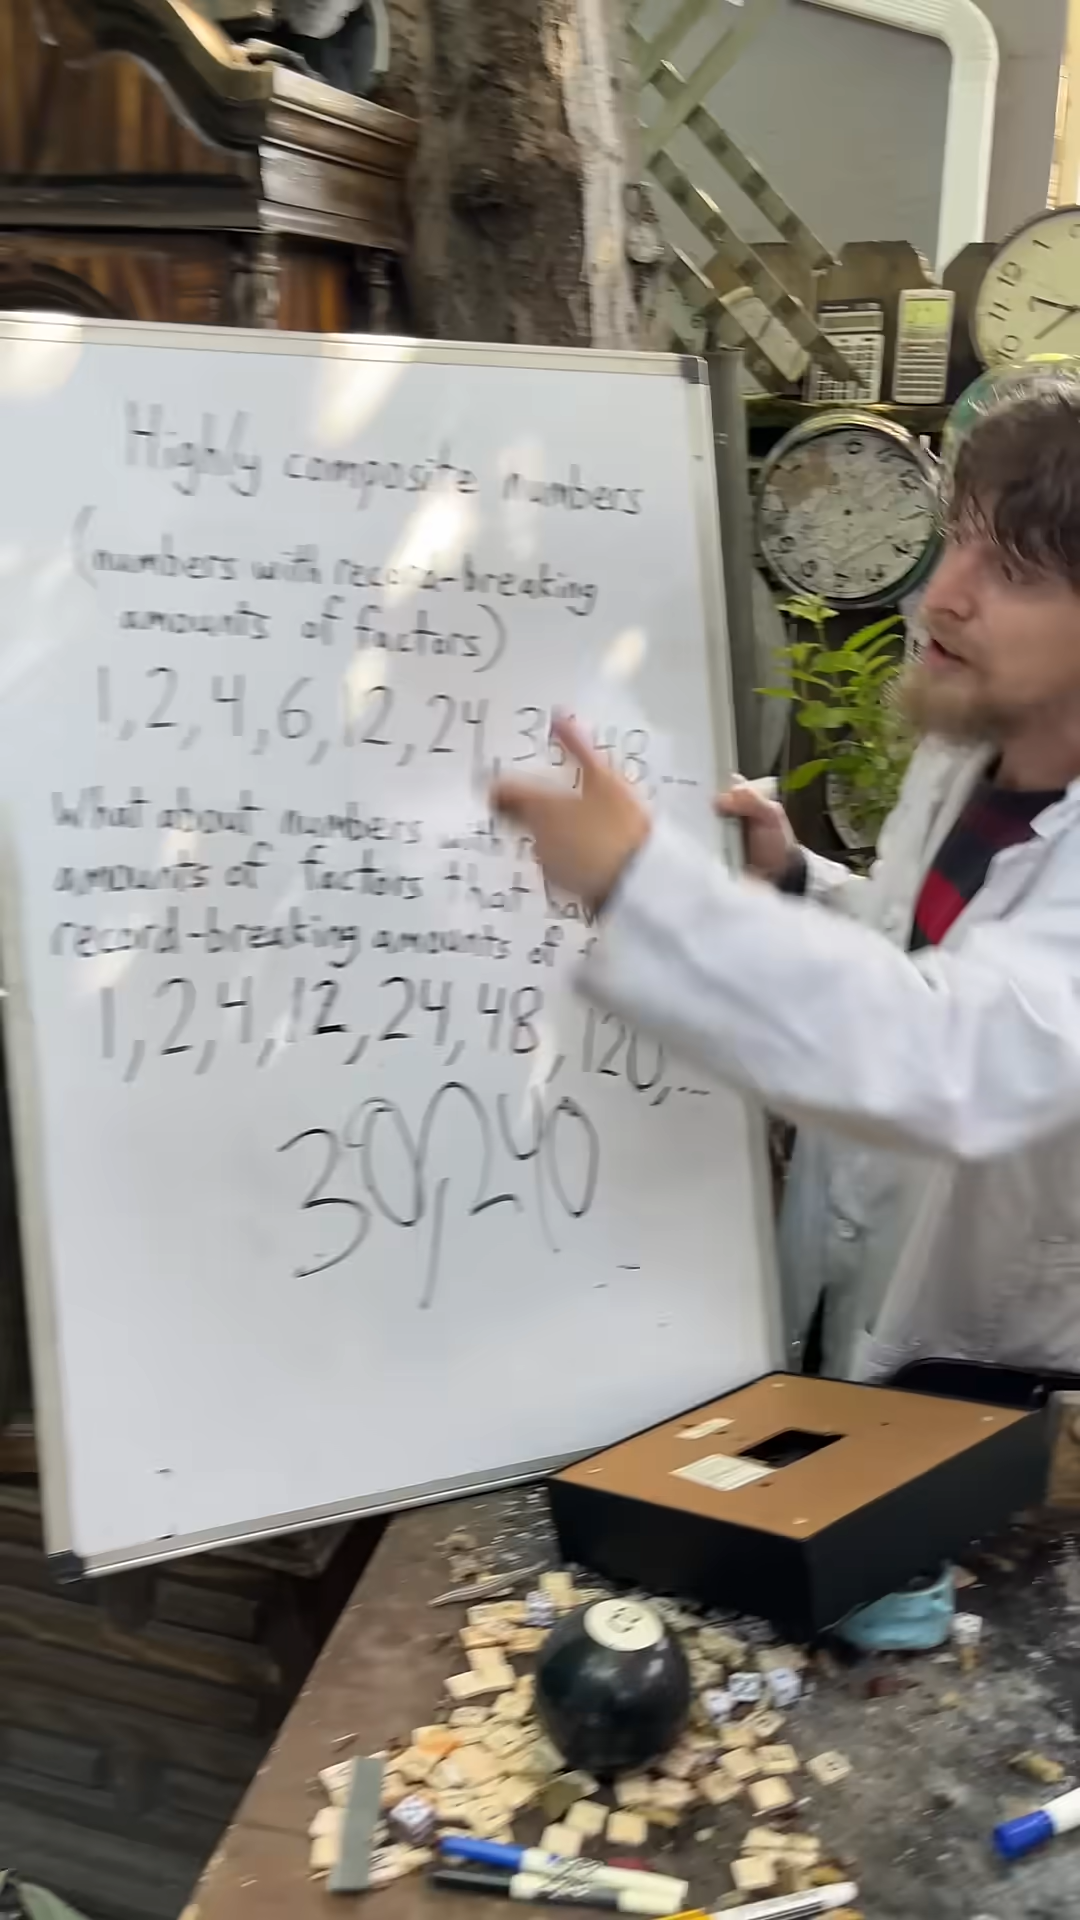 Highly composite numbers
(numbers with record-breaking
amounts of factors)
1,2,4,6,12,24,36,48,...
What about numbers with
amounts of factors that
record-breaking amounts of
1,2,4,12,24,48,120,...
30,240